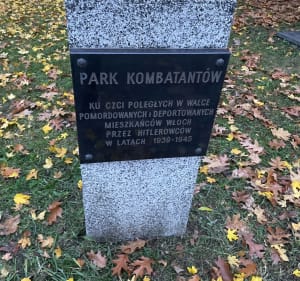 PARK KOMBATANTÓW
KU CZCI POLEGŁYCH W WALCE
POMORDOWANYCH I DEPORTOWANYCH
MIESZKAŃCÓW WŁOCH
PRZEZ HITLEROWCÓW
W LATACH 1939-1945